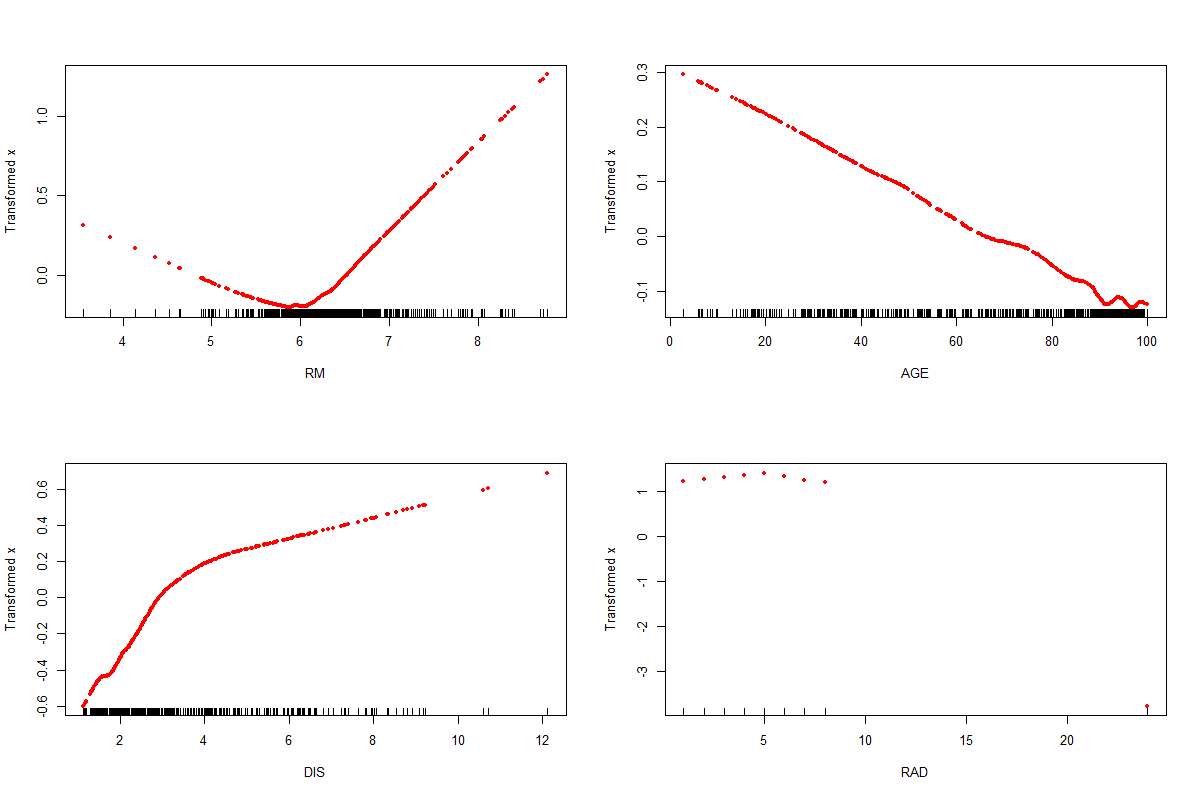 Transformed x
0.0 0.5 1.0
4 5 6 7 8
RM
Transformed x
-0.1 0.0 0.1 0.2 0.3
0 20 40 60 80 100
AGE
Transformed x
-0.6 -0.4 -0.2 0.0 0.2 0.4 0.6
2 4 6 8 10 12
DIS
Transformed x
-3 -2 -1 0 1
5 10 15 20
RAD